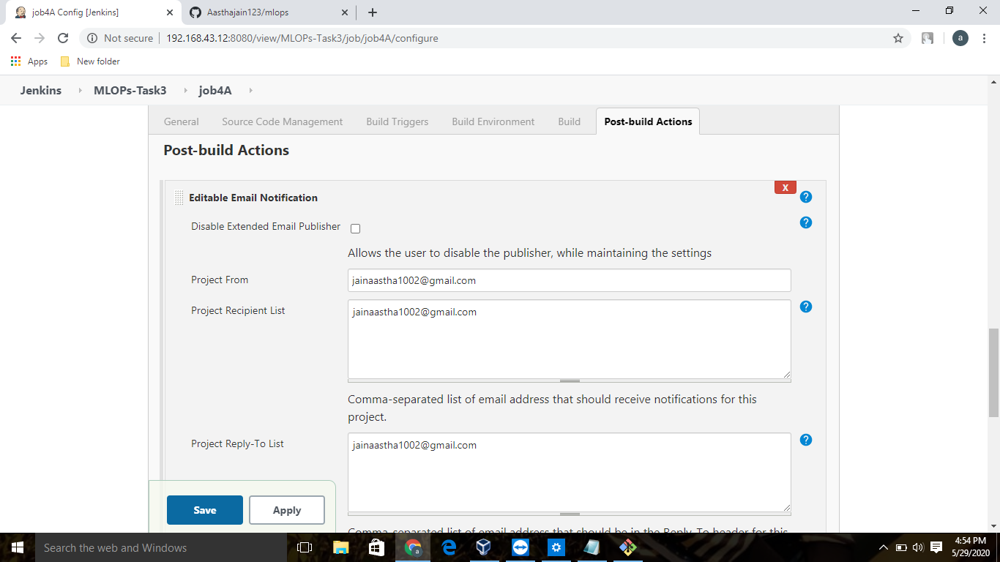 job4A Config [Jenkins]
Aasthajain123/mlops
Not secure
192.168.43.12:8080/view/MLOPs-Task3/job/job4A/configure
a
Apps
New folder
Jenkins
MLOPs-Task3
job4A
General
Source Code Management
Build Triggers
Build Environment
Build
Post-build Actions
Post-build Actions
X
Editable Email Notification
?
Disable Extended Email Publisher
?
Allows the user to disable the publisher, while maintaining the settings
Project From
jainaastha1002@gmail.com
Project Recipient List
jainaastha1002@gmail.com
?
Comma-separated list of email address that should receive notifications for this
project.
Project Reply-To List
jainaastha1002@gmail.com
?
Save
Apply
Comma-separated list of email address that should be in the Reply-To header for this
Search the web and Windows
4:54 PM
5/29/2020